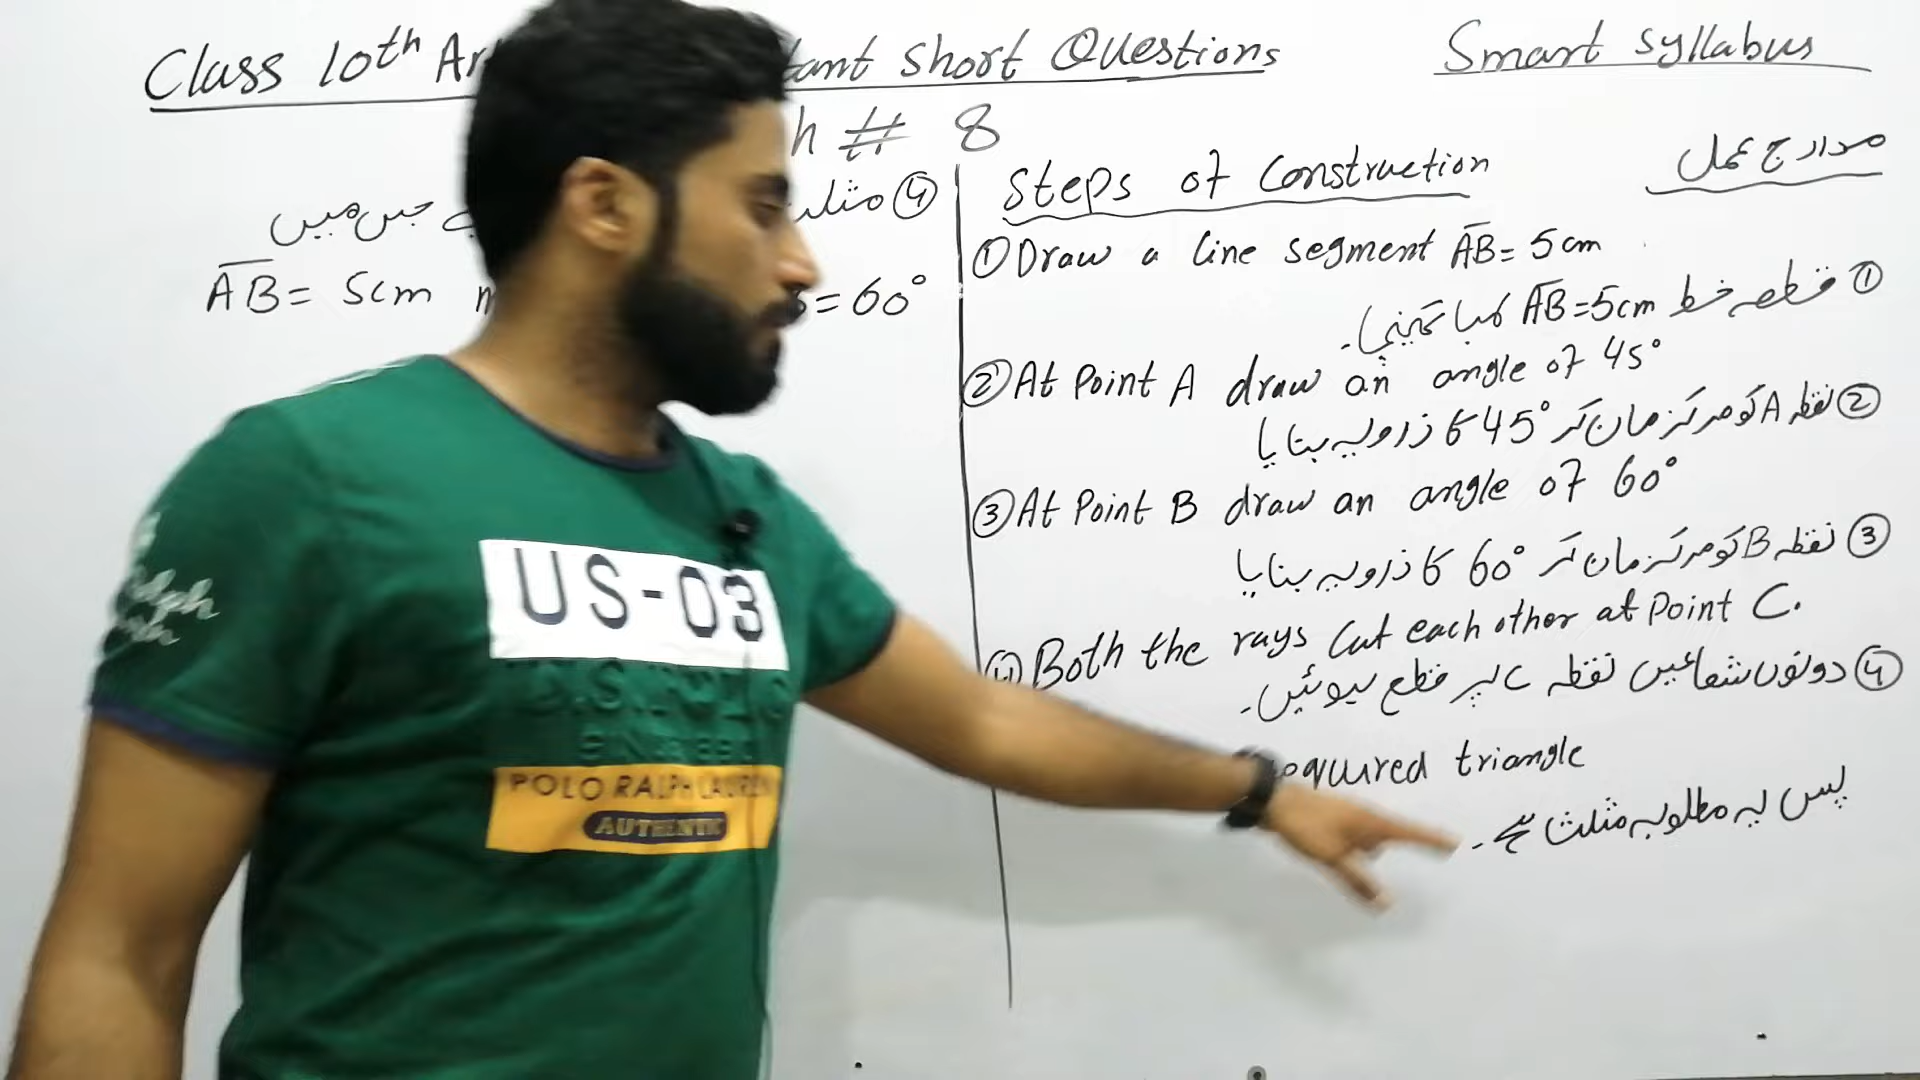 Class 10th Ar
tant Short Questions
Smart Syllabus
h # 8
④ مثلث
جس میں
AB = 5cm
= 60°
Steps of Construction
مدارج عمل
① Draw a line segment AB = 5cm
① قطعہ خط AB=5cm لمبا کھینچا۔
② At Point A draw an angle of 45°
② نقطہ A کو مرکز مان کر 45° کا زاویہ بنایا
③ At Point B draw an angle of 60°
③ نقطہ B کو مرکز مان کر 60° کا زاویہ بنایا
④ Both the rays cut each other at Point C.
④ دونوں شعاعیں نقطہ C پر قطع ہوئیں۔
requured triangle
پس یہ مطلوبہ مثلث ہے۔
US-03
POLO RALPH LAUREN
AUTHENTIC